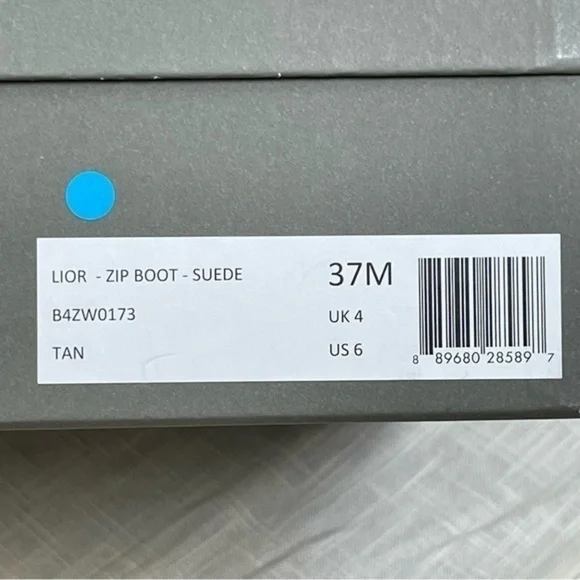 LIOR - ZIP BOOT - SUEDE
B4ZW0173
TAN
37M
UK 4
US 6
8 89680 28589 7